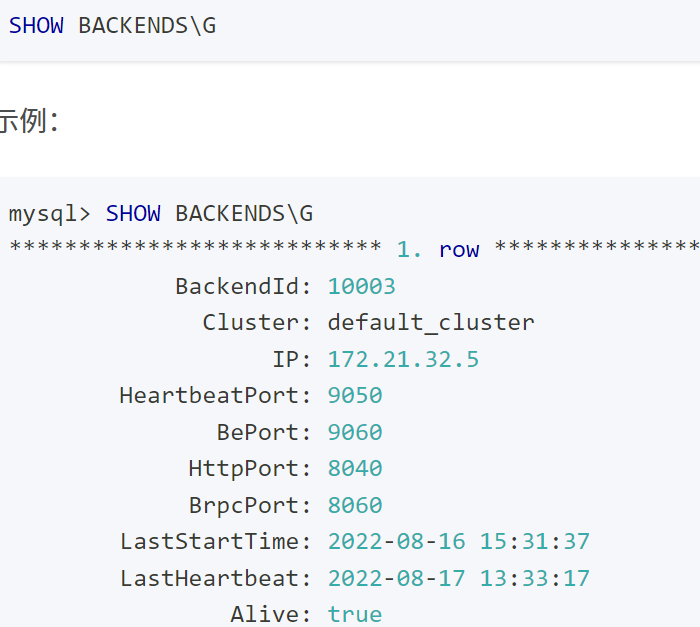 SHOW BACKENDS\G
示例：
mysql> SHOW BACKENDS\G
*************************** 1. row ***************
BackendId: 10003
Cluster: default_cluster
IP: 172.21.32.5
HeartbeatPort: 9050
BePort: 9060
HttpPort: 8040
BrpcPort: 8060
LastStartTime: 2022-08-16 15:31:37
LastHeartbeat: 2022-08-17 13:33:17
Alive: true